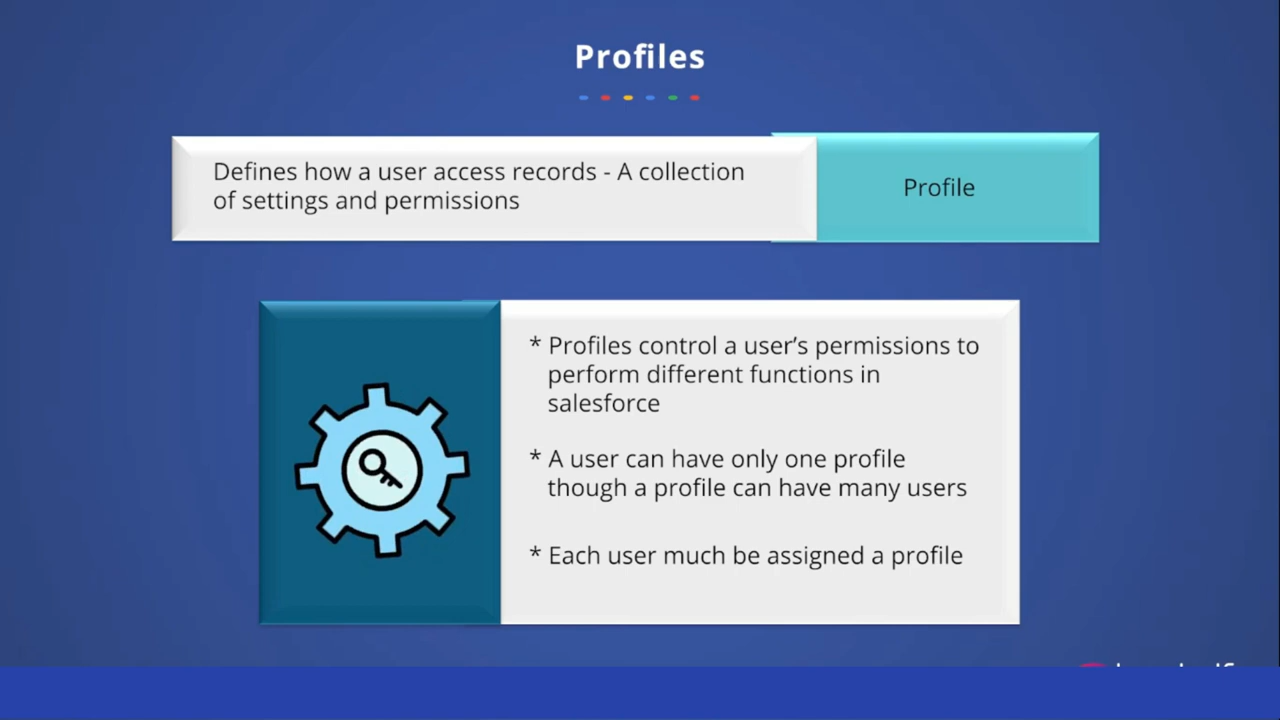 Profiles
Defines how a user access records - A collection
of settings and permissions
Profile
* Profiles control a user's permissions to
perform different functions in
salesforce
* A user can have only one profile
though a profile can have many users
* Each user much be assigned a profile